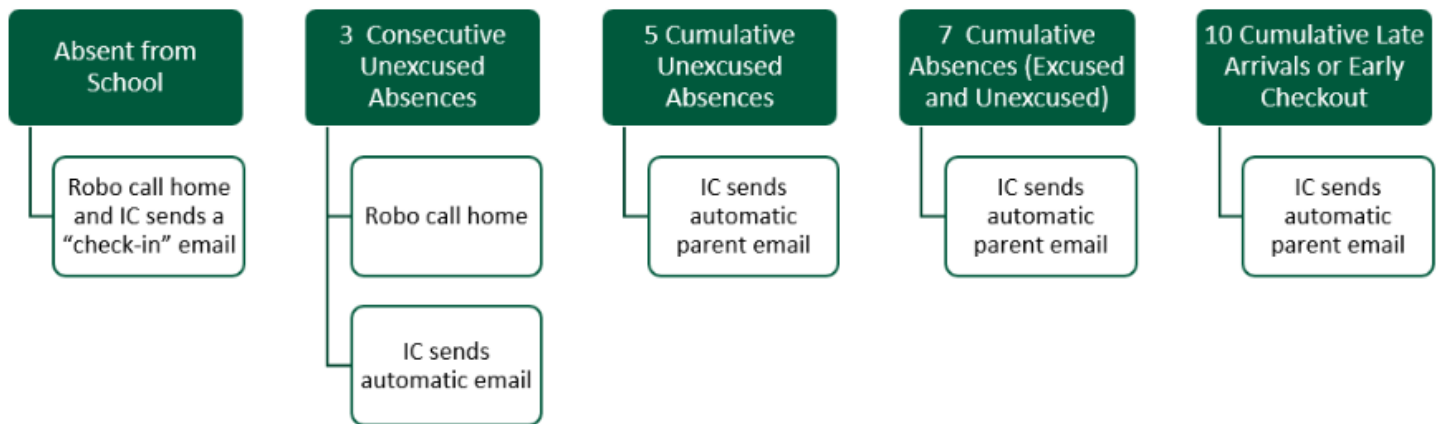 Absent from
School
Robo call home
and IC sends a
“check-in” email
3  Consecutive
Unexcused
Absences
Robo call home
IC sends
automatic email
5 Cumulative
Unexcused
Absences
IC sends
automatic
parent email
7  Cumulative
Absences (Excused
and Unexcused)
IC sends
automatic
parent email
10 Cumulative Late
Arrivals or Early
Checkout
IC sends
automatic
parent email